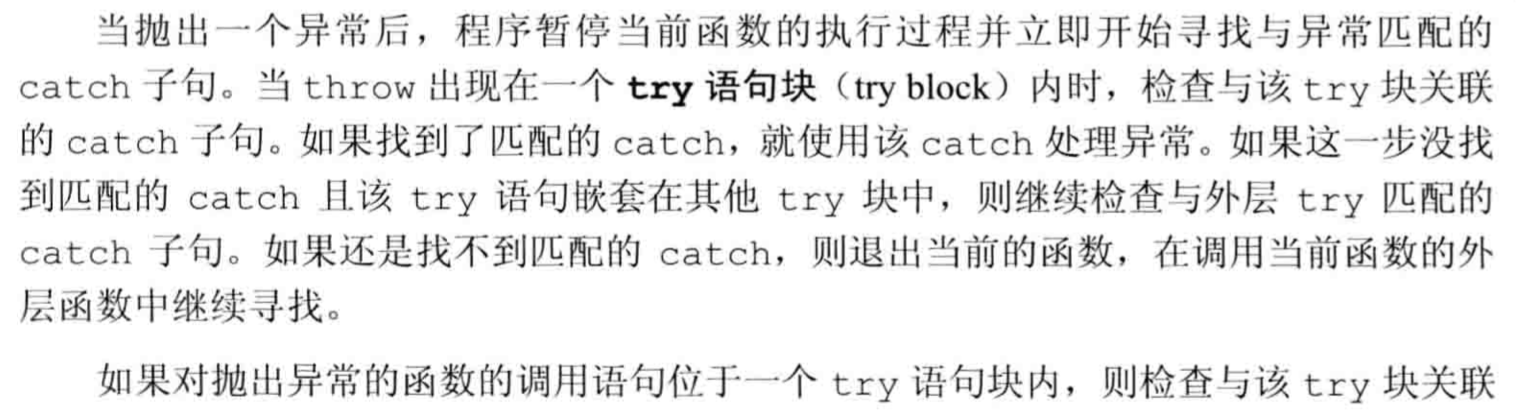 当抛出一个异常后，程序暂停当前函数的执行过程并立即开始寻找与异常匹配的
catch 子句。当 throw 出现在一个 try 语句块（try block）内时，检查与该 try 块关联
的 catch 子句。如果找到了匹配的 catch，就使用该 catch 处理异常。如果这一步没找
到匹配的 catch 且该 try 语句嵌套在其他 try 块中，则继续检查与外层 try 匹配的
catch 子句。如果还是找不到匹配的 catch，则退出当前的函数，在调用当前函数的外
层函数中继续寻找。
如果对抛出异常的函数的调用语句位于一个 try 语句块内，则检查与该 try 块关联